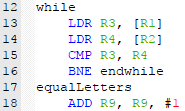 12 while
13 LDR R3, [R1]
14 LDR R4, [R2]
15 CMP R3, R4
16 BNE endwhile
17 equalLetters
18 ADD R9, R9, #1